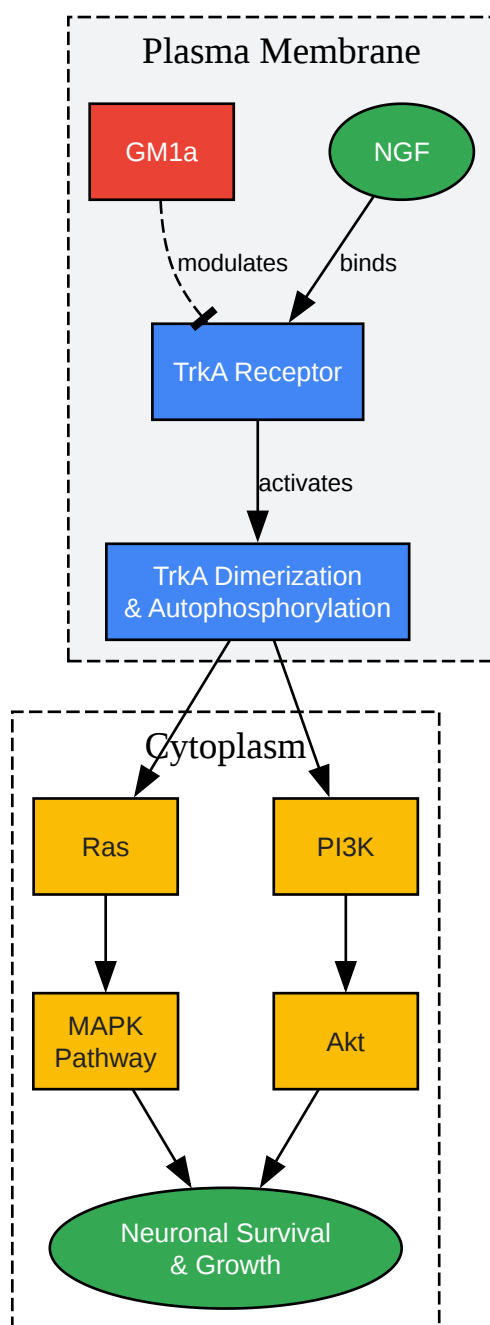 Plasma Membrane
GM1a
NGF
modulates
binds
TrkA Receptor
activates
TrkA Dimerization
& Autophosphorylation
Cytoplasm
Ras
PI3K
MAPK
Pathway
Akt
Neuronal Survival
& Growth